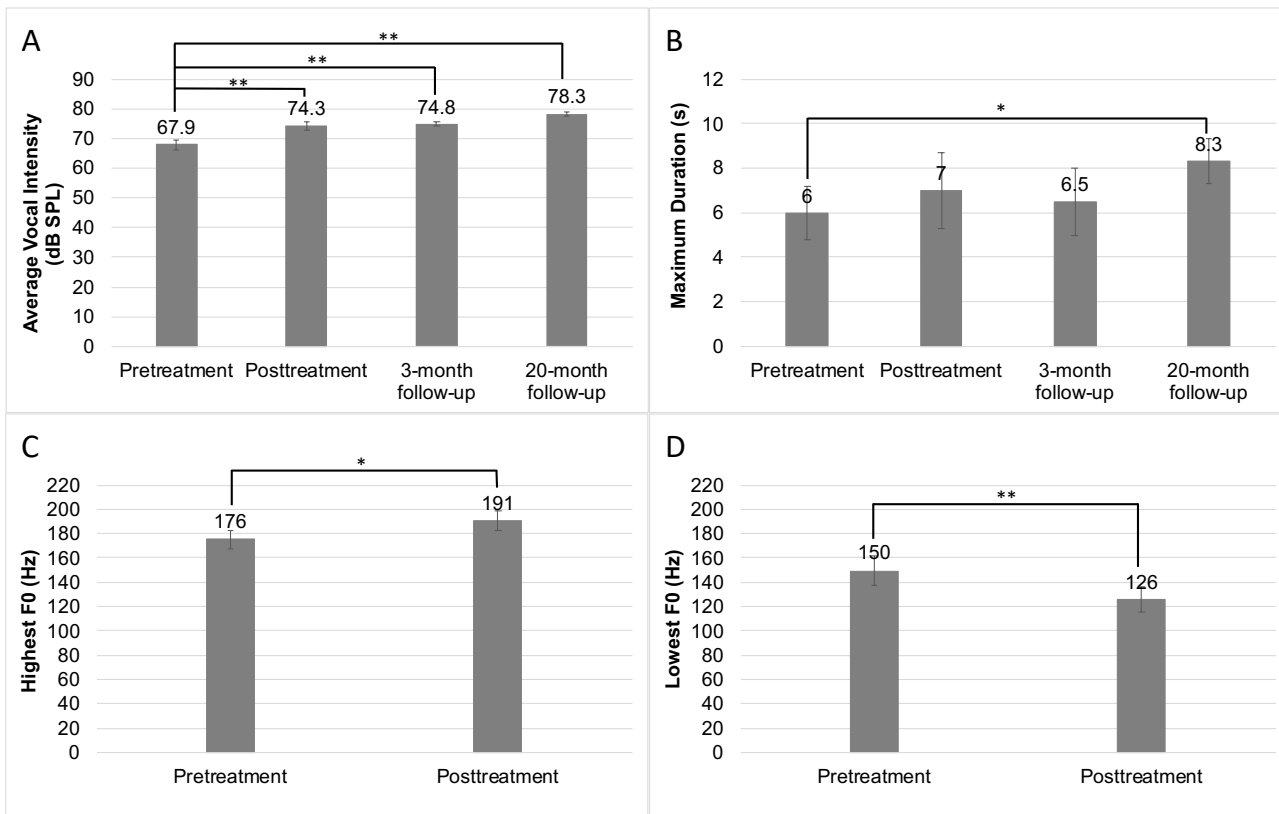 A
**
**
**
90
80
70
60
50
40
30
20
10
0
67.9
74.3
74.8
78.3
Average Vocal Intensity
(dB SPL)
Pretreatment
Posttreatment
3-month
follow-up
20-month
follow-up
B
*
12
10
8
6
4
2
0
6
7
6.5
8.3
Maximum Duration (s)
Pretreatment
Posttreatment
3-month
follow-up
20-month
follow-up
C
*
220
200
180
160
140
120
100
80
60
40
20
0
176
191
Highest F0 (Hz)
Pretreatment
Posttreatment
D
**
220
200
180
160
140
120
100
80
60
40
20
0
150
126
Lowest F0 (Hz)
Pretreatment
Posttreatment